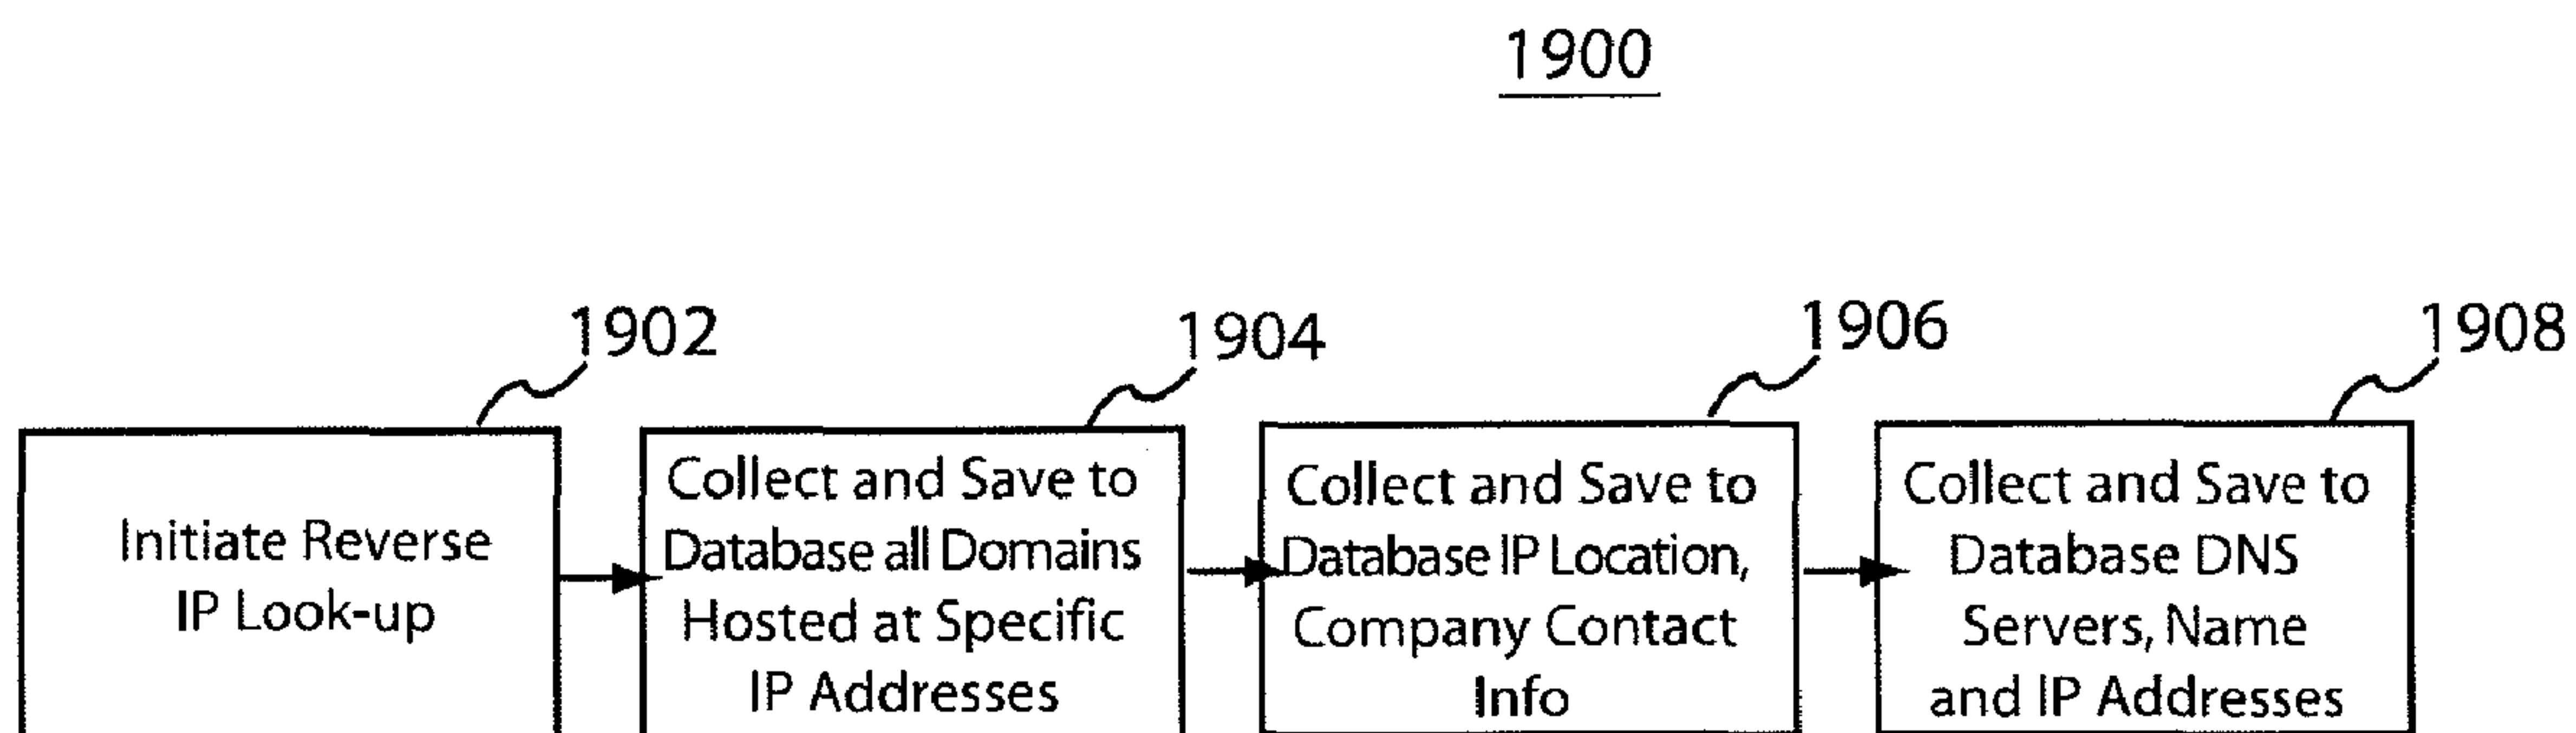 1900
1902
1904
1906
1908
Initiate Reverse
IP Look-up
Collect and Save to
Database all Domains
Hosted at Specific
IP Addresses
Collect and Save to
Database IP Location,
Company Contact
Info
Collect and Save to
Database DNS
Servers, Name
and IP Addresses